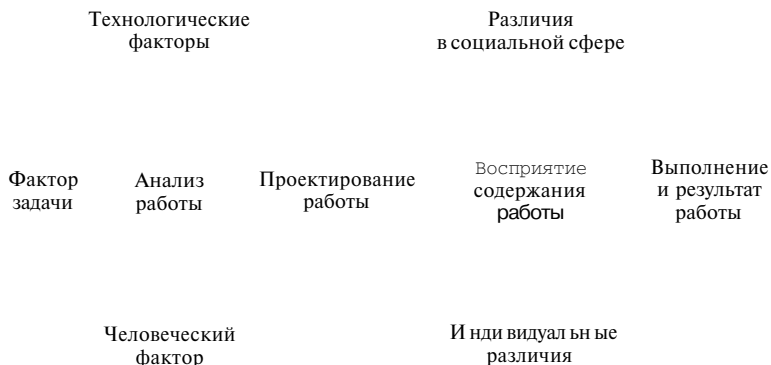 Технологические
факторы
Различия
в социальной сфере
Фактор
задачи
Анализ
работы
Проектирование
работы
Восприятие
содержания
работы
Выполнение
и результат
работы
Человеческий
фактор
И нди видуал ьн ые
различия